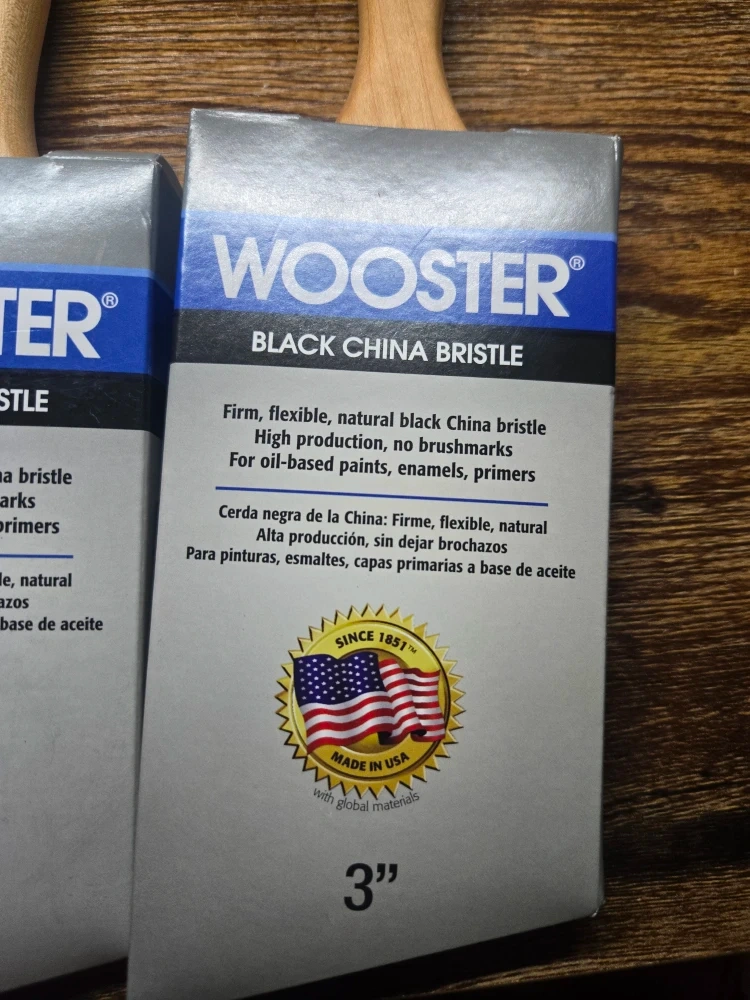 TER®
STLE
na bristle
arks
primers
le, natural
azos
base de aceite
WOOSTER®
BLACK CHINA BRISTLE
Firm, flexible, natural black China bristle
High production, no brushmarks
For oil-based paints, enamels, primers
Cerda negra de la China: Firme, flexible, natural
Alta producción, sin dejar brochazos
Para pinturas, esmaltes, capas primarias a base de aceite
SINCE 1851™
MADE IN USA
with global materials
3”